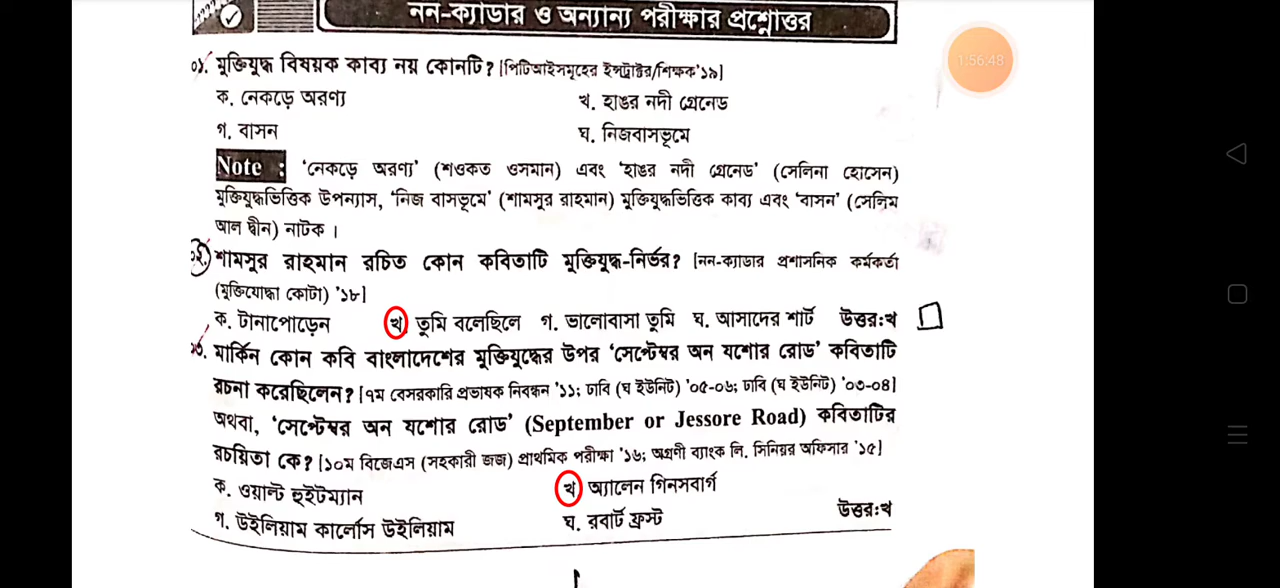 নন-ক্যাডার ও অন্যান্য পরীক্ষার প্রশ্নোত্তর
1:56:48
০১. মুক্তিযুদ্ধ বিষয়ক কাব্য নয় কোনটি? [পিটিআইসমূহের ইন্সট্রাক্টর/শিক্ষক'১৯]
ক. নেকড়ে অরণ্য খ. হাঙর নদী গ্রেনেড
গ. বাসন ঘ. নিজবাসভূমে
Note : 'নেকড়ে অরণ্য' (শওকত ওসমান) এবং 'হাঙর নদী গ্রেনেড' (সেলিনা হোসেন)
মুক্তিযুদ্ধভিত্তিক উপন্যাস, 'নিজ বাসভূমে' (শামসুর রাহমান) মুক্তিযুদ্ধভিত্তিক কাব্য এবং 'বাসন' (সেলিম
আল দ্বীন) নাটক ।
০২. শামসুর রাহমান রচিত কোন কবিতাটি মুক্তিযুদ্ধ-নির্ভর? [নন-ক্যাডার প্রশাসনিক কর্মকর্তা
(মুক্তিযোদ্ধা কোটা) '১৮]
ক. টানাপোড়েন খ. তুমি বলেছিলে গ. ভালোবাসা তুমি ঘ. আসাদের শার্ট উত্তর:খ
০৩. মার্কিন কোন কবি বাংলাদেশের মুক্তিযুদ্ধের উপর 'সেপ্টেম্বর অন যশোর রোড' কবিতাটি
রচনা করেছিলেন? [৭ম বেসরকারি প্রভাষক নিবন্ধন '১১; ঢাবি (ঘ ইউনিট) '০৫-০৬; ঢাবি (ঘ ইউনিট) '০৩-০৪]
অথবা, 'সেপ্টেম্বর অন যশোর রোড' (September or Jessore Road) কবিতাটির
রচয়িতা কে? [১০ম বিজেএস (সহকারী জজ) প্রাথমিক পরীক্ষা '১৬; অগ্রণী ব্যাংক লি. সিনিয়র অফিসার '১৫]
ক. ওয়াল্ট হুইটম্যান খ. অ্যালেন গিনসবার্গ
গ. উইলিয়াম কার্লোস উইলিয়াম ঘ. রবার্ট ফ্রস্ট উত্তর:খ